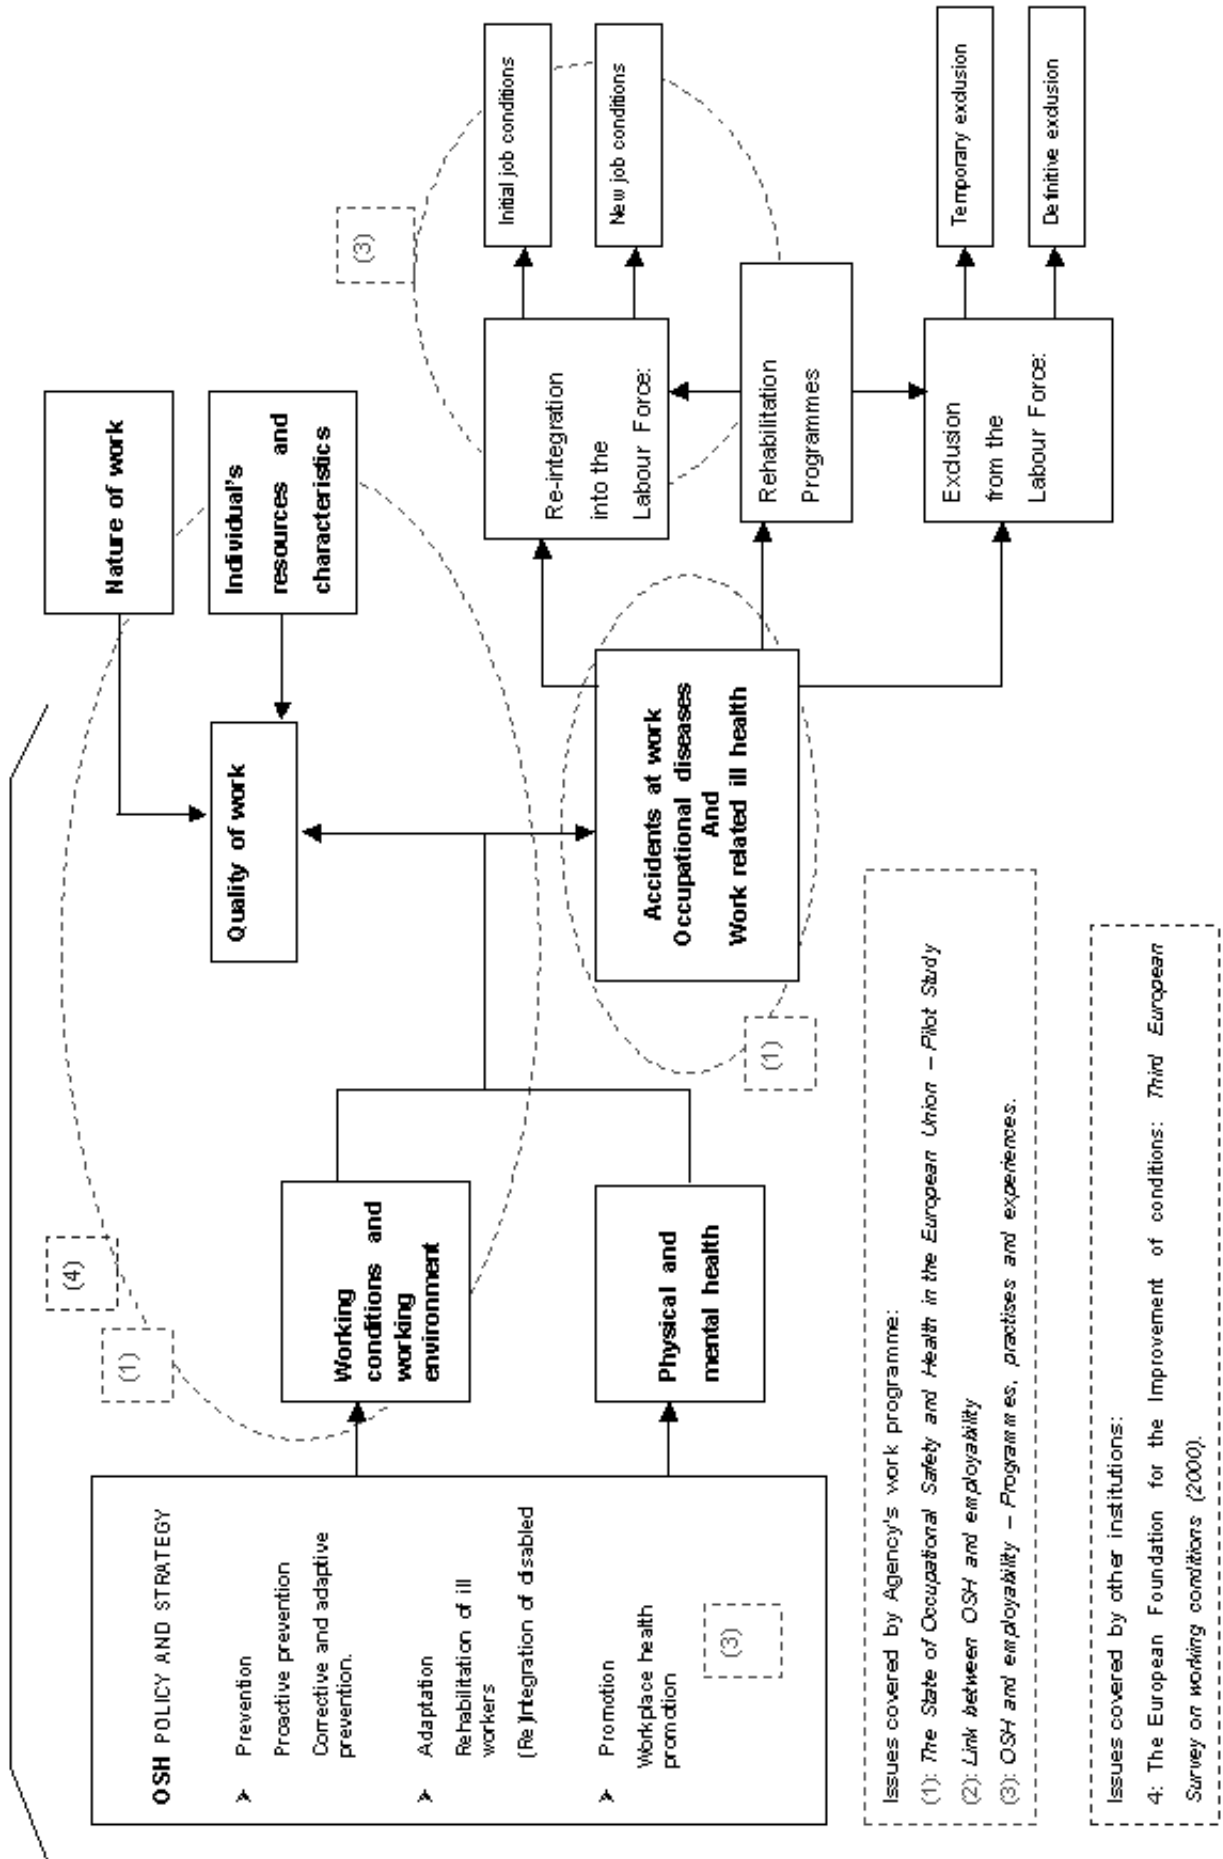 OSH POLICY AND STRATEGY
Prevention
Proactive prevention
Corrective and adaptive
prevention.
Adaptation
Rehabilitation of ill
workers
(Re)Integration of disabled
Promotion
Workplace health
promotion
(3)
(4)
(1)
Working
conditions and
working
environment
Physical and
mental health
Quality of work
Nature of work
Individual's
resources and
characteristics
Accidents at work
Occupational diseases
And
Work related ill health
(1)
(3)
Re-integration
into the
Labour Force:
Initial job conditions
New job conditions
Rehabilitation
Programmes
Exclusion
from the
Labour Force:
Temporary exclusion
Definitive exclusion
Issues covered by Agency's work programme:
(1): The State of Occupational Safety and Health in the European Union – Pilot Study
(2): Link between OSH and employability
(3): OSH and employability – Programmes, practises and experiences.
Issues covered by other institutions:
4: The European Foundation for the Improvement of conditions: Third European
Survey on working conditions (2000).